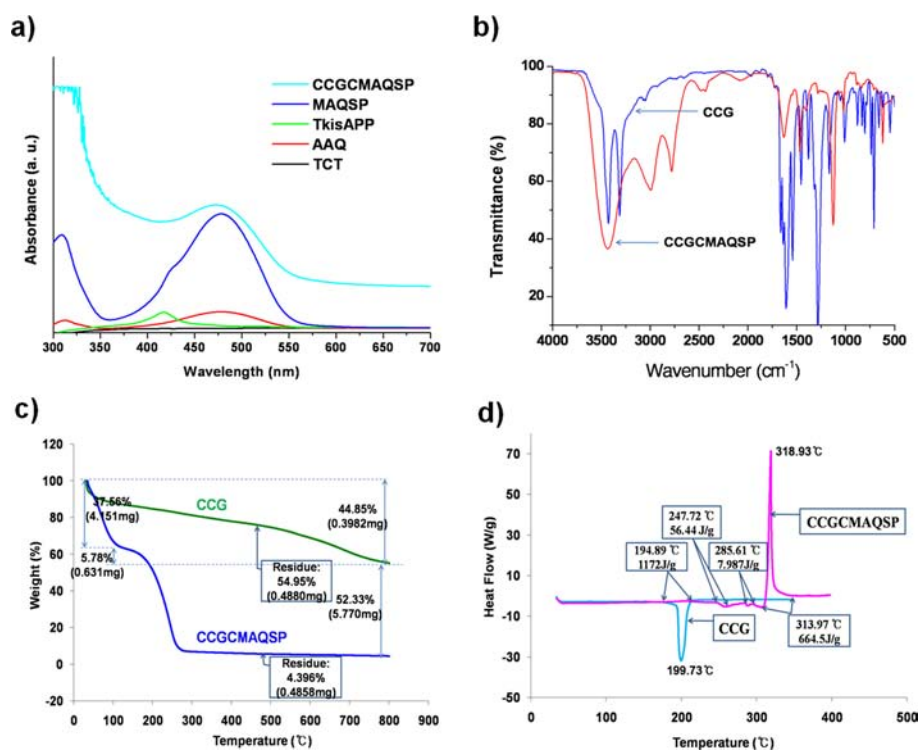 a)
CCGCMAQSP
MAQSP
TkisAPP
AAQ
TCT
Absorbance (a. u.)
300 350 400 450 500 550 600 650 700
Wavelength (nm)
b)
100
80
60
40
20
Transmittance (%)
CCG
CCGCMAQSP
4000 3500 3000 2500 2000 1500 1000 500
Wavenumber (cm-1)
c)
120
100
80
60
40
20
0
-20
Weight (%)
37.56%
(4.151mg)
CCG
44.85%
(0.3982mg)
5.78%
(0.631mg)
Residue:
54.95%
(0.4880mg)
52.33%
(5.770mg)
CCGCMAQSP
Residue:
4.396%
(0.4858mg)
0 100 200 300 400 500 600 700 800 900
Temperature (℃)
d)
70
50
30
10
-10
-30
-50
Heat Flow (W/g)
318.93℃
CCGCMAQSP
247.72 ℃
56.44 J/g
194.89 ℃
1172J/g
285.61 ℃
7.987J/g
313.97 ℃
664.5J/g
CCG
199.73℃
0 100 200 300 400 500
Temperature (℃)